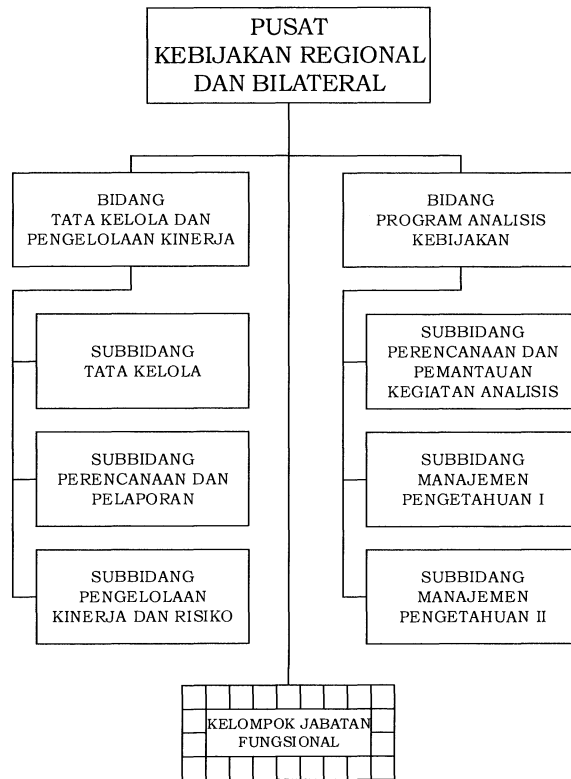 PUSAT
KEBIJAKAN REGIONAL
DAN BILATERAL
BIDANG
TATA KELOLA DAN
PENGELOLAAN KINERJA
SUBBIDANG
TATA KELOLA
SUBBIDANG
PERENCANAAN DAN
PELAPORAN
SUBBIDANG
PENGELOLAAN
KINERJA DAN RISIKO
BIDANG
PROGRAM ANALISIS
KEBIJAKAN
SUBBIDANG
PERENCANAAN DAN
PEMANTAUAN
KEGIATAN ANALISIS
SUBBIDANG
MANAJEMEN
PENGETAHUAN I
SUBBIDANG
MANAJEMEN
PENGETAHUAN II
KELOMPOK JABATAN
FUNGSIONAL